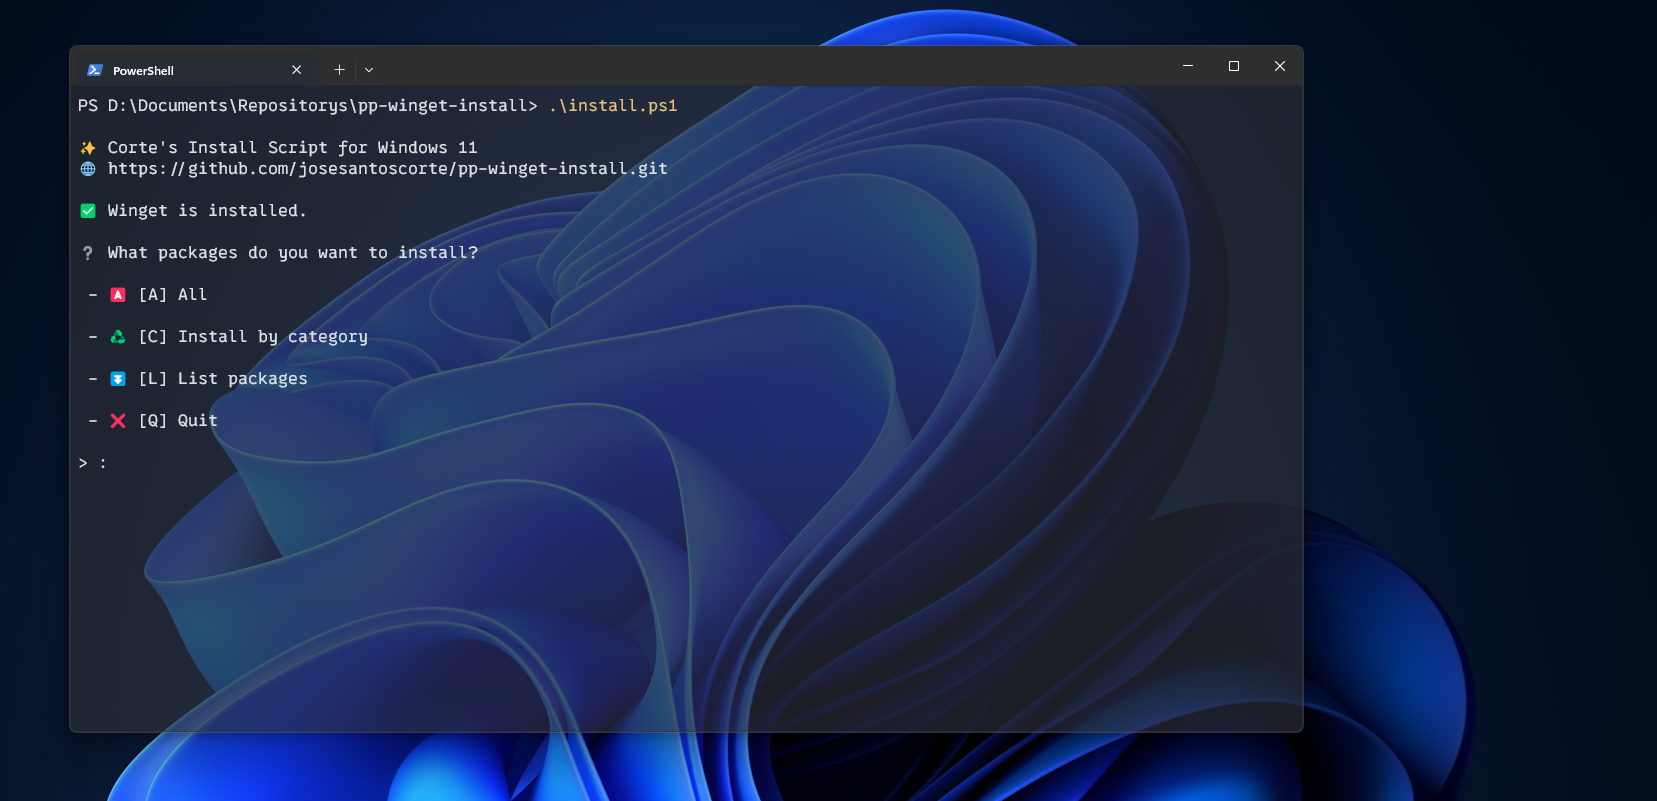 PowerShell
PS D:\Documents\Repositorys\pp-winget-install> .\install.ps1
✨ Corte's Install Script for Windows 11
🌐 https://github.com/josesantoscorte/pp-winget-install.git
✅ Winget is installed.
❔ What packages do you want to install?
- 🅰 [A] All
- ♻ [C] Install by category
- ⏬ [L] List packages
- ❌ [Q] Quit
> :